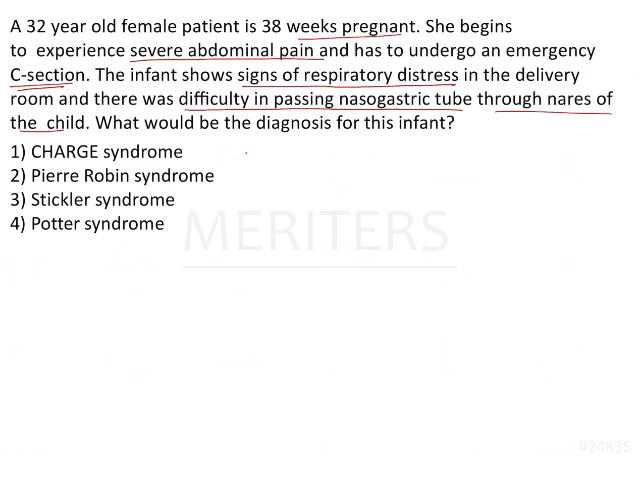 A 32 year old female patient is 38 weeks pregnant. She begins
to experience severe abdominal pain and has to undergo an emergency
C-section. The infant shows signs of respiratory distress in the delivery
room and there was difficulty in passing nasogastric tube through nares of
the child. What would be the diagnosis for this infant?
1) CHARGE syndrome
2) Pierre Robin syndrome
3) Stickler syndrome
4) Potter syndrome
MERITERS
#24835